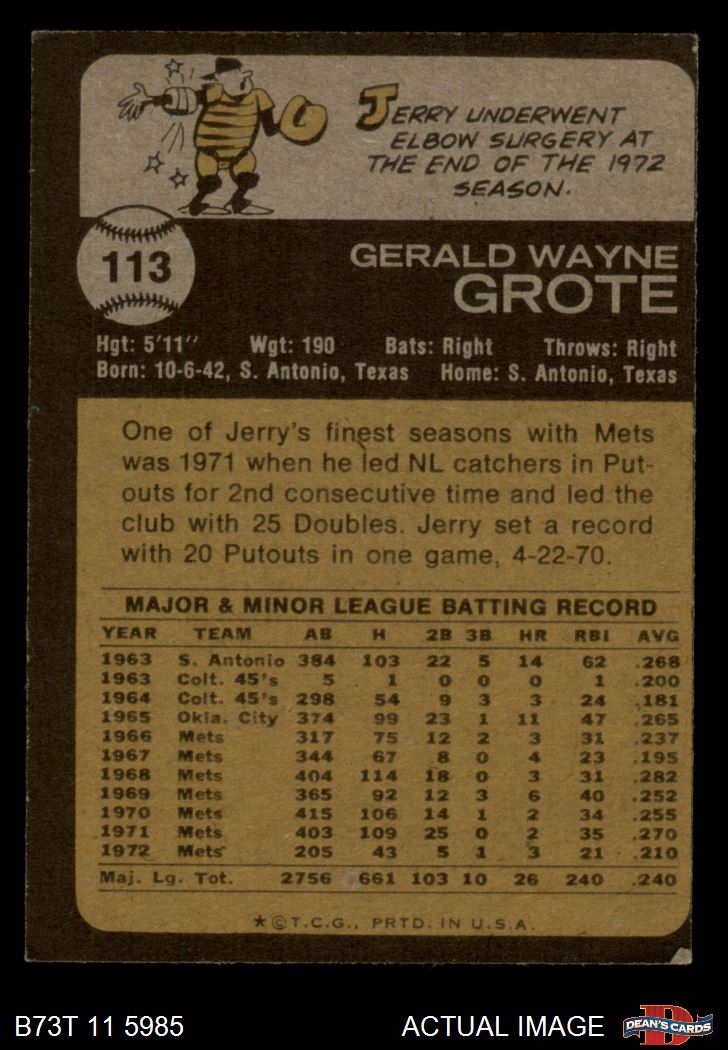 JERRY UNDERWENT
ELBOW SURGERY AT
THE END OF THE 1972
SEASON.
113
GERALD WAYNE
GROTE
Hgt: 5'11" Wgt: 190 Bats: Right Throws: Right
Born: 10-6-42, S. Antonio, Texas Home: S. Antonio, Texas
One of Jerry's finest seasons with Mets
was 1971 when he led NL catchers in Put-
outs for 2nd consecutive time and led the
club with 25 Doubles. Jerry set a record
with 20 Putouts in one game, 4-22-70.
MAJOR & MINOR LEAGUE BATTING RECORD
YEAR TEAM AB H 2B 3B HR RBI AVG
1963 S. Antonio 384 103 22 5 14 62 .268
1963 Colt. 45's 5 1 0 0 0 1 .200
1964 Colt. 45's 298 54 9 3 3 24 .181
1965 Okla. City 374 99 23 1 11 47 .265
1966 Mets 317 75 12 2 3 31 .237
1967 Mets 344 67 8 0 4 23 .195
1968 Mets 404 114 18 0 3 31 .282
1969 Mets 365 92 12 3 6 40 .252
1970 Mets 415 106 14 1 2 34 .255
1971 Mets 403 109 25 0 2 35 .270
1972 Mets 205 43 5 1 3 21 .210
Maj. Lg. Tot. 2756 661 103 10 26 240 .240
★©T.C.G., PRTD. IN U.S.A.
B73T 11 5985 ACTUAL IMAGE D DEAN'S CARDS